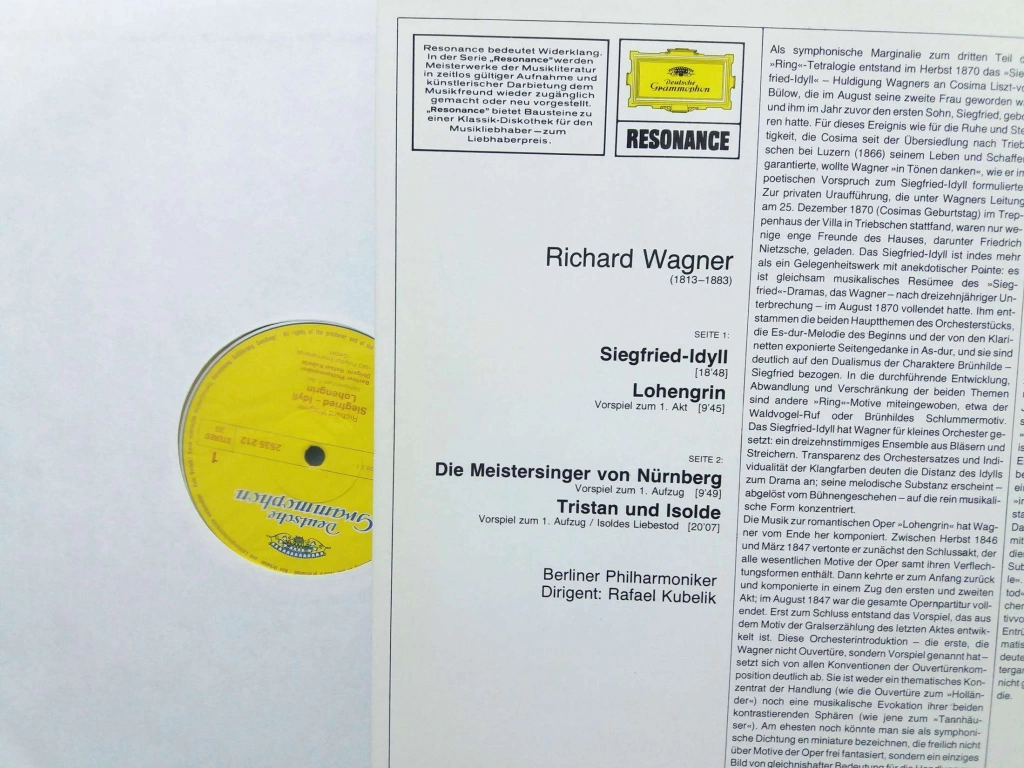 Resonance bedeutet Widerklang.
In der Serie „Resonance" werden
Meisterwerke der Musikliteratur
in zeitlos gültiger Aufnahme und
künstlerischer Darbietung dem
Musikfreund wieder zugänglich
gemacht oder neu vorgestellt.
„Resonance" bietet Bausteine zu
einer Klassik-Diskothek für den
Musikliebhaber – zum
Liebhaberpreis.
Deutsche
Grammophon
RESONANCE
Richard Wagner
(1813–1883)
SEITE 1:
Siegfried-Idyll
[18'48]
Lohengrin
Vorspiel zum 1. Akt [9'45]
SEITE 2:
Die Meistersinger von Nürnberg
Vorspiel zum 1. Aufzug [9'49]
Tristan und Isolde
Vorspiel zum 1. Aufzug / Isoldes Liebestod [20'07]
Berliner Philharmoniker
Dirigent: Rafael Kubelik
Als symphonische Marginalie zum dritten Teil
»Ring«-Tetralogie entstand im Herbst 1870 das
fried-Idyll« – Huldigung Wagners an Cosima Liszt-
Bülow, die im August seine zweite Frau geworden
und ihm im Jahr zuvor den ersten Sohn, Siegfried,
ren hatte. Für dieses Ereignis wie für die Ruhe und
tigkeit, die Cosima seit der Übersiedlung nach Trieb-
schen bei Luzern (1866) seinem Leben und Schaffen
garantierte, wollte Wagner »in Tönen danken«, wie er im
poetischen Vorspruch zum Siegfried-Idyll formulierte.
Zur privaten Uraufführung, die unter Wagners Leitung
am 25. Dezember 1870 (Cosimas Geburtstag) im Trep-
penhaus der Villa in Triebschen stattfand, waren nur we-
nige enge Freunde des Hauses, darunter Friedrich
Nietzsche, geladen. Das Siegfried-Idyll ist indes mehr
als ein Gelegenheitswerk mit anekdotischer Pointe: es
ist gleichsam musikalisches Resümee des »Sieg-
fried«-Dramas, das Wagner – nach dreizehnjähriger Un-
terbrechung – im August 1870 vollendet hatte. Ihm ent-
stammen die beiden Hauptthemen des Orchesterstücks,
die Es-dur-Melodie des Beginns und der von den Klari-
netten exponierte Seitengedanke in As-dur, und sie sind
deutlich auf den Dualismus der Charaktere Brünhilde –
Siegfried bezogen. In die durchführende Entwicklung,
Abwandlung und Verschränkung der beiden Themen
sind andere »Ring«-Motive miteingewoben, etwa der
Waldvogel-Ruf oder Brünhildes Schlummermotiv.
Das Siegfried-Idyll hat Wagner für kleines Orchester ge-
setzt: ein dreizehnstimmiges Ensemble aus Bläsern und
Streichern. Transparenz des Orchestersatzes und Indi-
vidualität der Klangfarben deuten die Distanz des Idylls
zum Drama an; seine melodische Substanz erscheint –
abgelöst vom Bühnengeschehen – auf die rein musikali-
sche Form konzentriert.
Die Musik zur romantischen Oper »Lohengrin« hat Wag-
ner vom Ende her komponiert. Zwischen Herbst 1846
und März 1847 vertonte er zunächst den Schlussakt, der
alle wesentlichen Motive der Oper samt ihren Verflech-
tungsformen enthält. Dann kehrte er zum Anfang zurück
und komponierte in einem Zug den ersten und zweiten
Akt; im August 1847 war die gesamte Opernpartitur voll-
endet. Erst zum Schluss entstand das Vorspiel, das aus
dem Motiv der Gralserzählung des letzten Aktes entwik-
kelt ist. Diese Orchesterintroduktion – die erste, die
Wagner nicht Ouvertüre, sondern Vorspiel genannt hat –
setzt sich von allen Konventionen der Ouvertürenkom-
position deutlich ab. Sie ist weder ein thematisches Kon-
zentrat der Handlung (wie die Ouvertüre zum »Hollän-
der«) noch eine musikalische Evokation ihrer beiden
kontrastierenden Sphären (wie jene zum »Tannhäu-
ser«). Am ehesten noch könnte man sie als symphoni-
sche Dichtung en miniature bezeichnen, die freilich nicht
über Motive der Oper frei fantasiert, sondern ein einziges
Bild von gleichnishafter Bedeutung für die
Deutsche
Grammophon
1
STEREO
33
2535 212
Siegfried - Idyll
Lohengrin